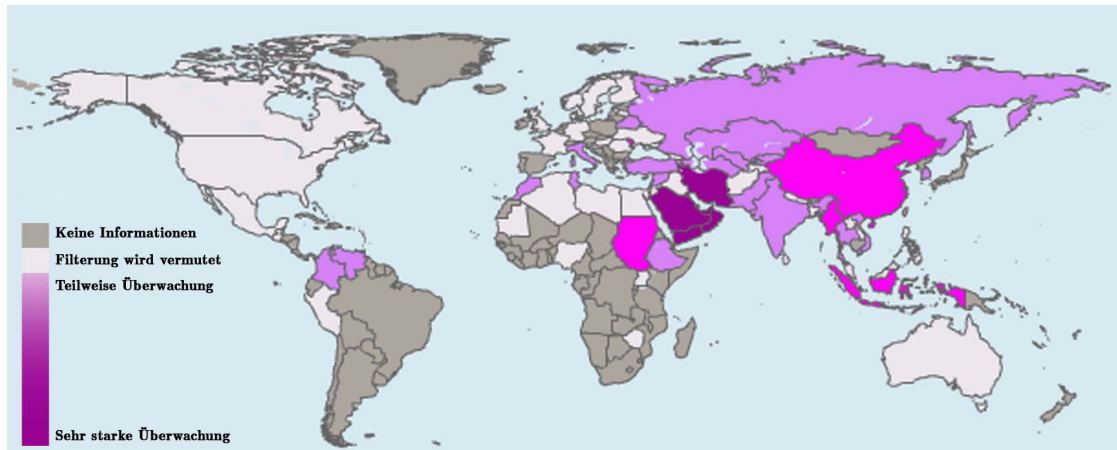 Keine Informationen
Filterung wird vermutet
Teilweise Überwachung
Sehr starke Überwachung